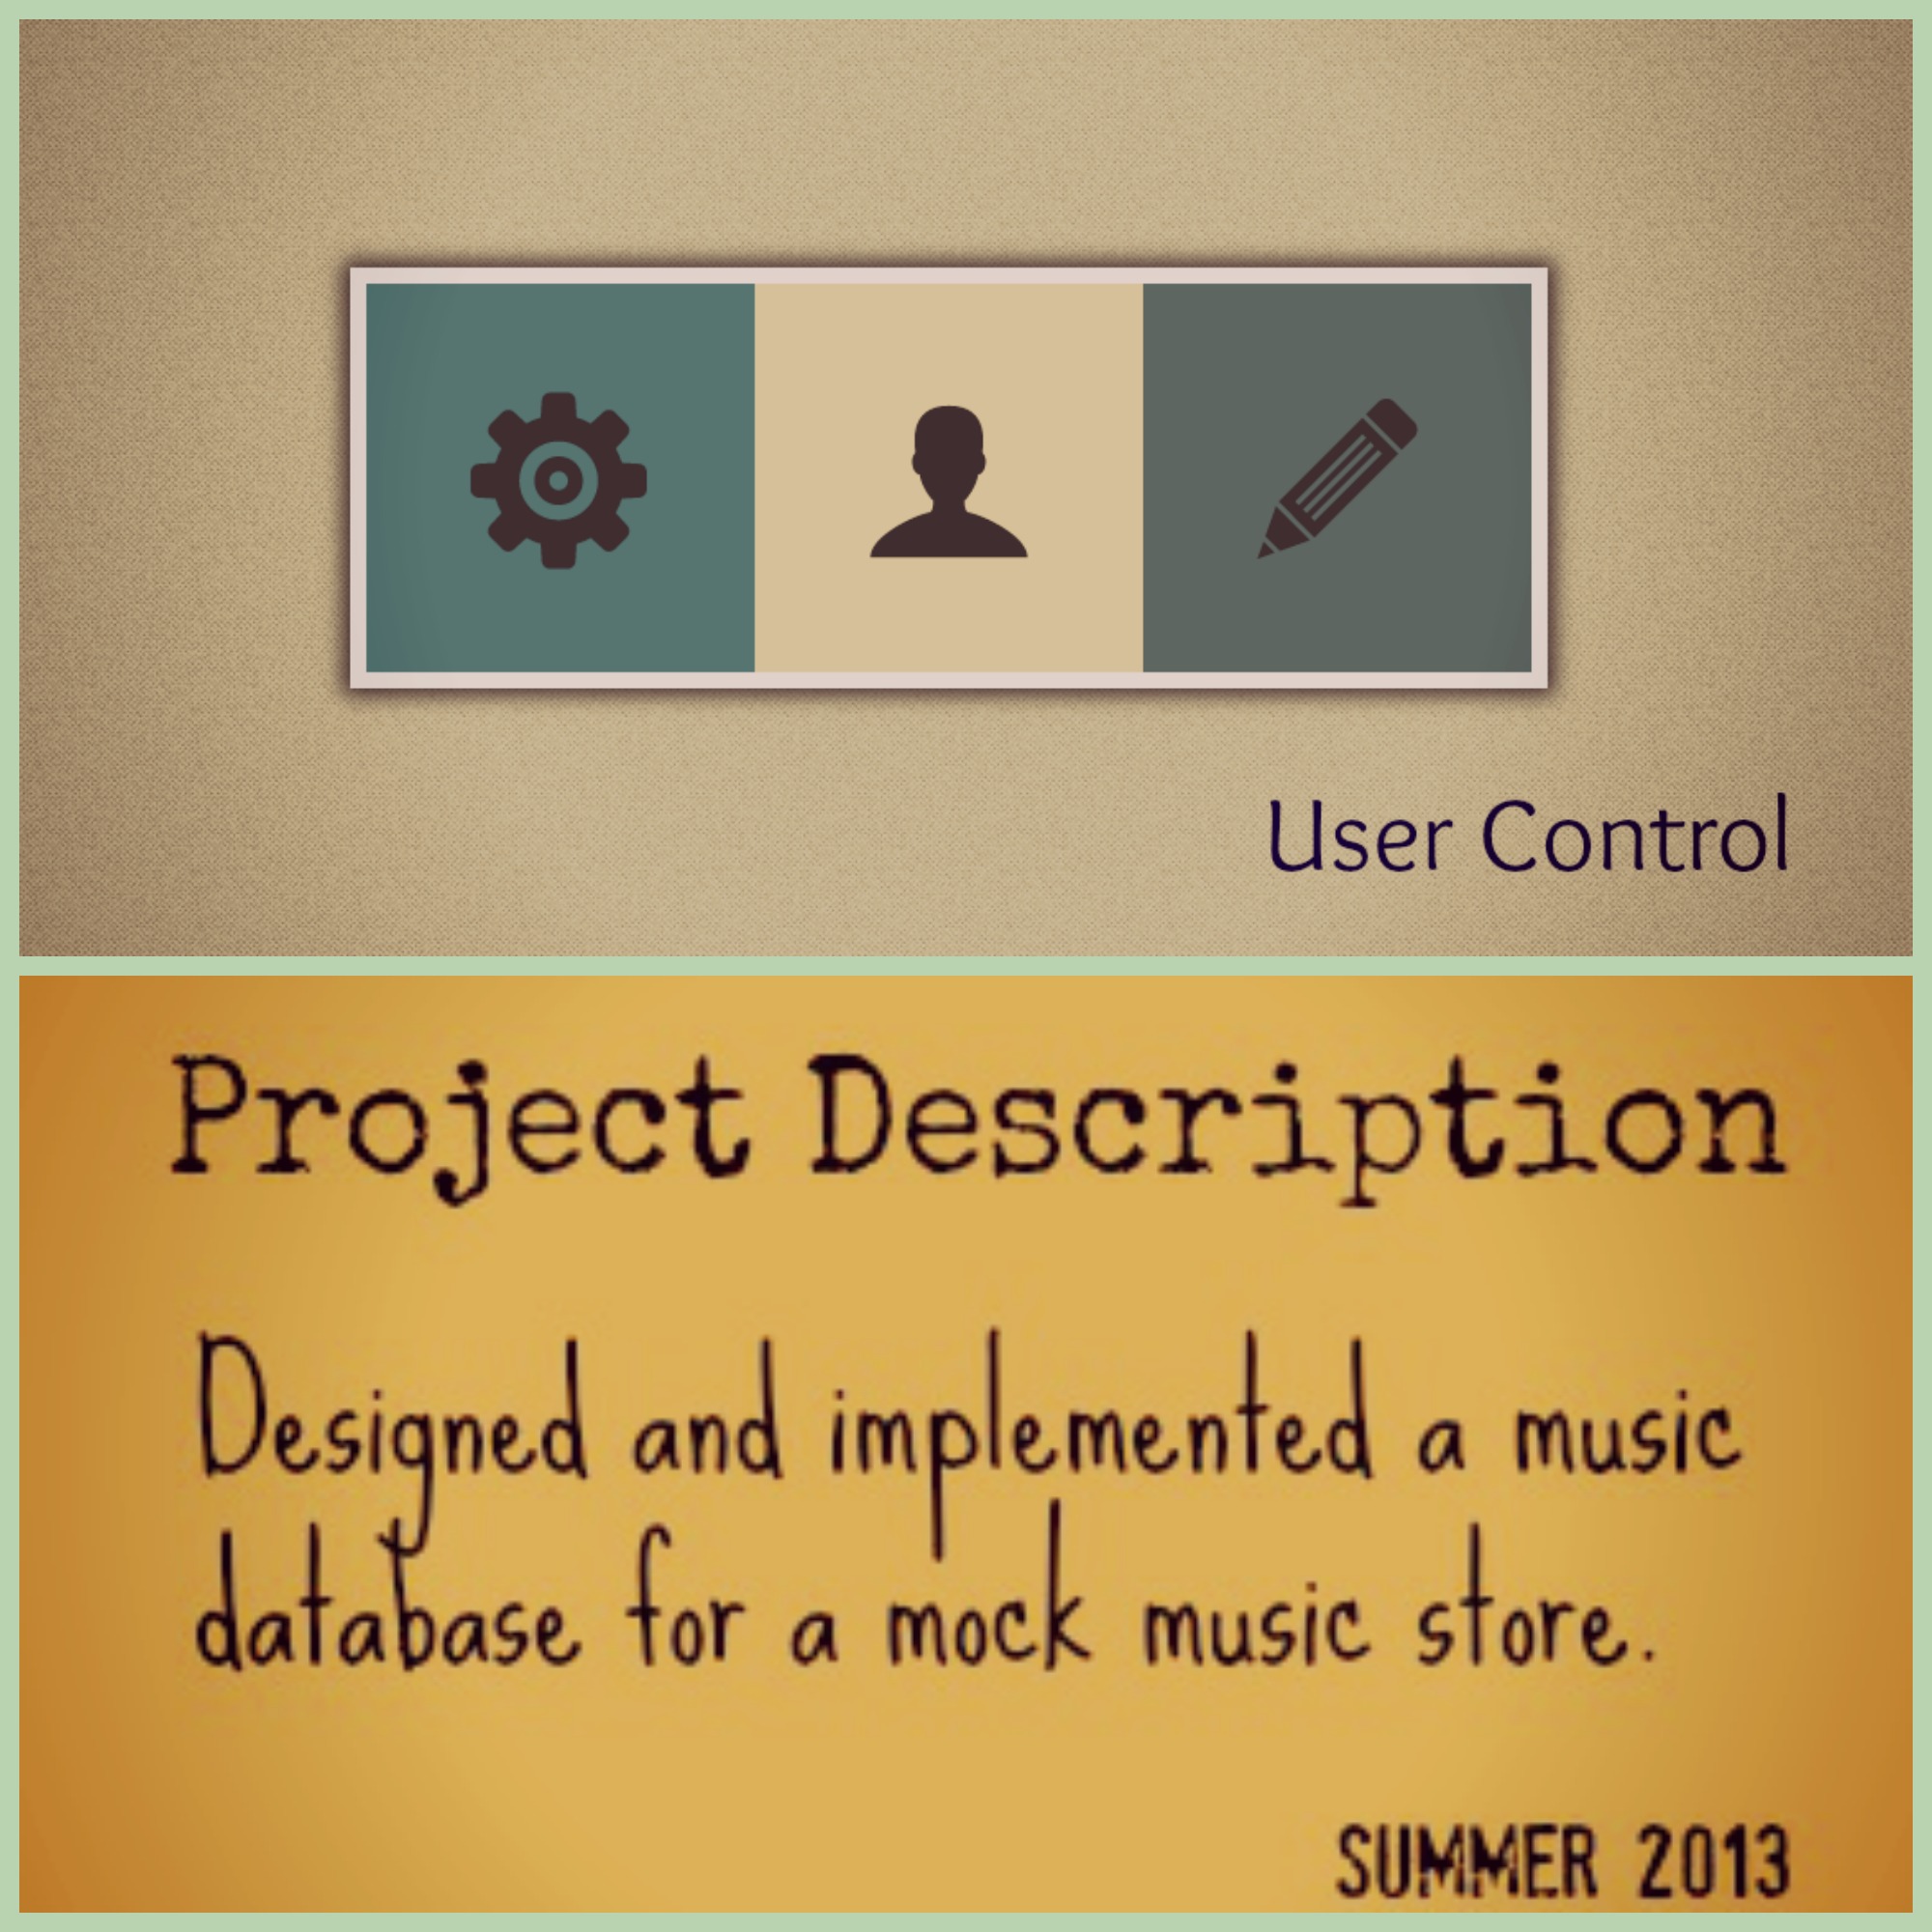 User Control
Project Description
Designed and implemented a music
database for a mock music store.
SUMMER 2013